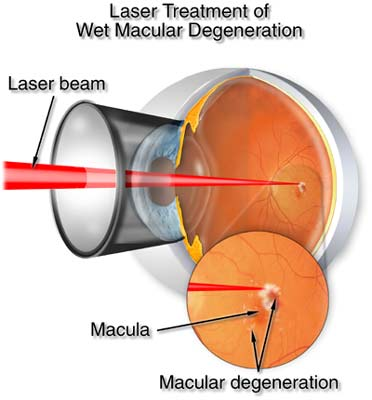 Laser Treatment of
Wet Macular Degeneration
Laser beam
Macula
Macular degeneration